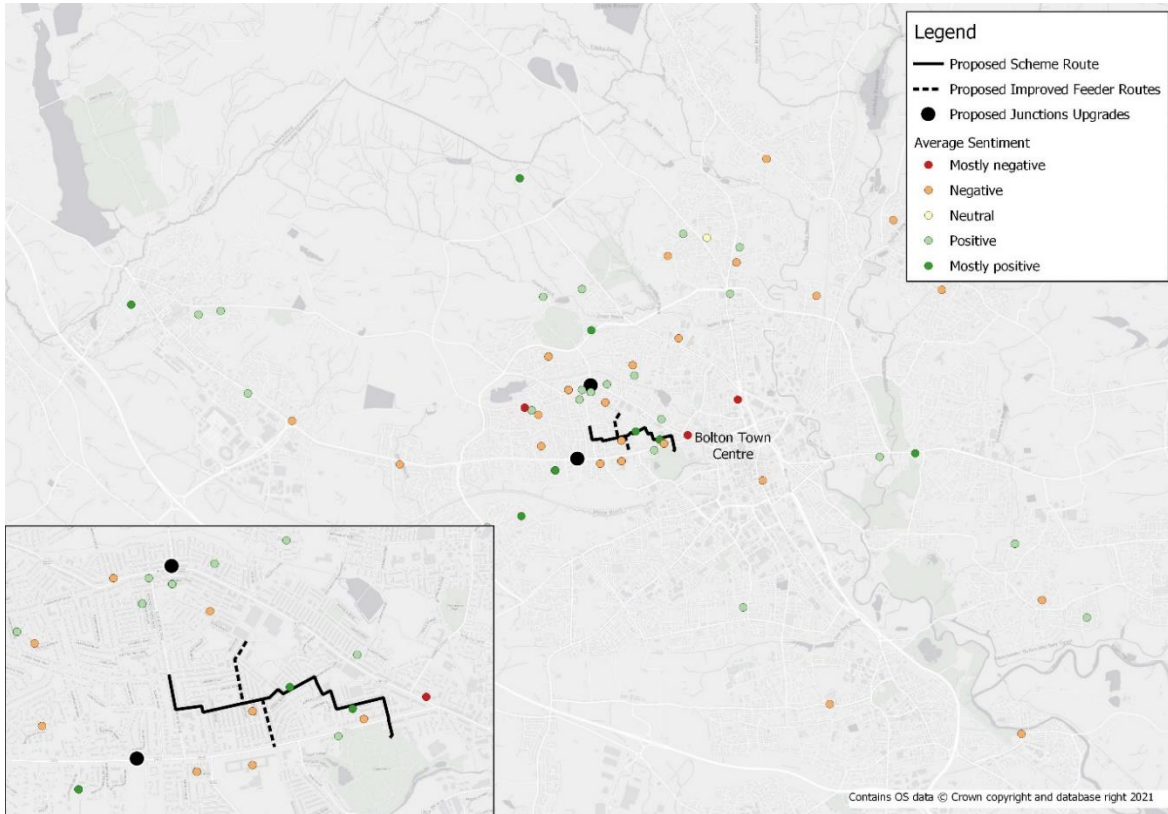 Legend
Proposed Scheme Route
Proposed Improved Feeder Routes
Proposed Junctions Upgrades
Average Sentiment
Mostly negative
Negative
Neutral
Positive
Mostly positive
Bolton Town
Centre
Contains OS data © Crown copyright and database right 2021